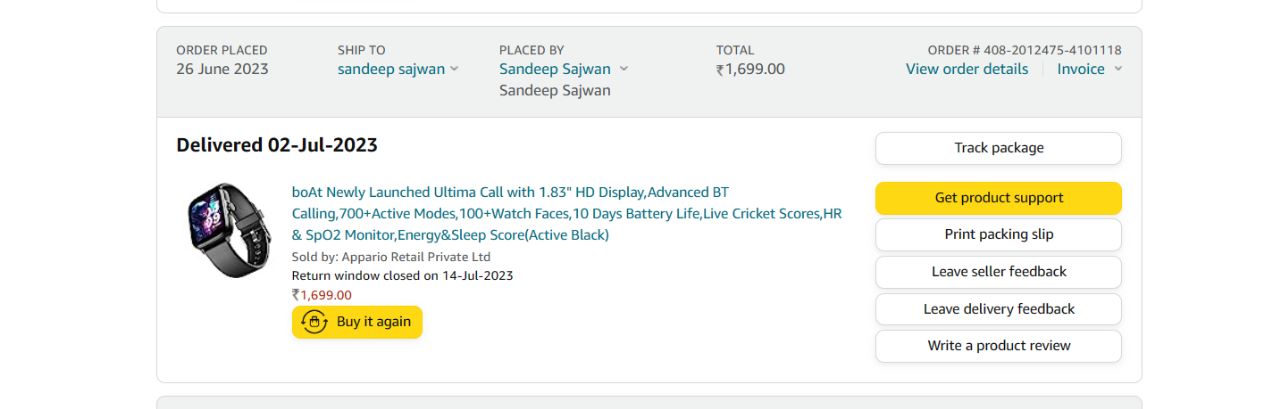 ORDER PLACED
26 June 2023
SHIP TO
sandeep sajwan
PLACED BY
Sandeep Sajwan
Sandeep Sajwan
TOTAL
₹1,699.00
ORDER # 408-2012475-4101118
View order details
Invoice
Delivered 02-Jul-2023
boAt Newly Launched Ultima Call with 1.83" HD Display,Advanced BT
Calling,700+Active Modes,100+Watch Faces,10 Days Battery Life,Live Cricket Scores,HR
& SpO2 Monitor,Energy&Sleep Score(Active Black)
Sold by: Appario Retail Private Ltd
Return window closed on 14-Jul-2023
₹1,699.00
Buy it again
Track package
Get product support
Print packing slip
Leave seller feedback
Leave delivery feedback
Write a product review